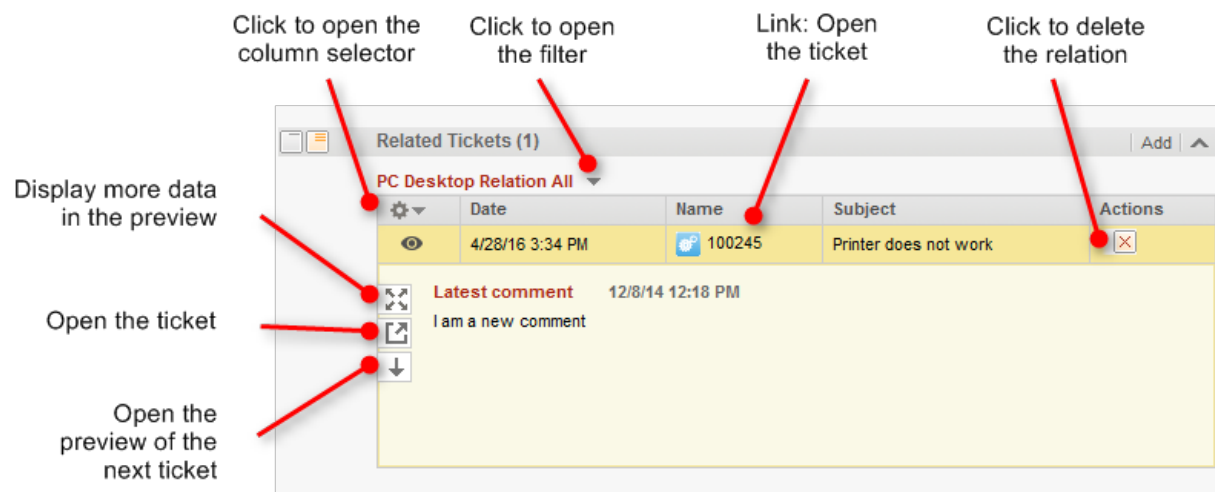 Click to open the
column selector
Click to open
the filter
Link: Open
the ticket
Click to delete
the relation
Related Tickets (1)
Add
PC Desktop Relation All
Date Name Subject Actions
4/28/16 3:34 PM 100245 Printer does not work
Display more data
in the preview
Latest comment 12/8/14 12:18 PM
I am a new comment
Open the ticket
Open the
preview of the
next ticket